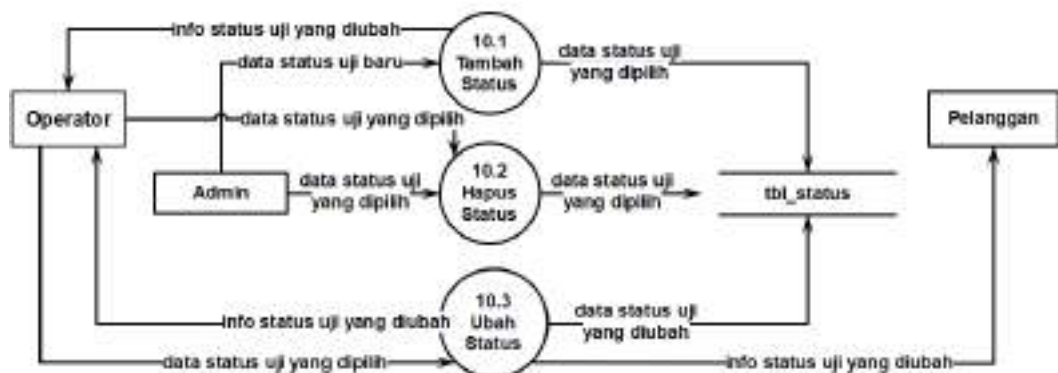 info status uji yang diubah
10.1
Tambah
Status
data status uji baru
data status uji
yang dipilih
Operator
data status uji yang dipilih
Pelanggan
10.2
Hapus
Status
Admin
data status uji
yang dipilih
data status uji
yang dipilih
tbl_status
10.3
Ubah
Status
info status uji yang diubah
data status uji
yang diubah
data status uji yang dipilih
info status uji yang diubah